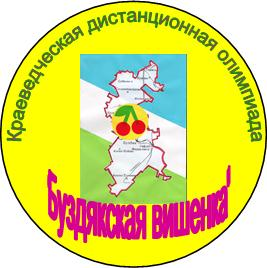 Краеведческая дистанционная олимпиада
"Буздякская вишенка"